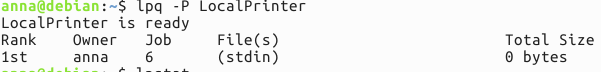 anna@debian:~$ lpq -P LocalPrinter
LocalPrinter is ready
Rank    Owner   Job     File(s)                         Total Size
1st     anna    6       (stdin)                         0 bytes